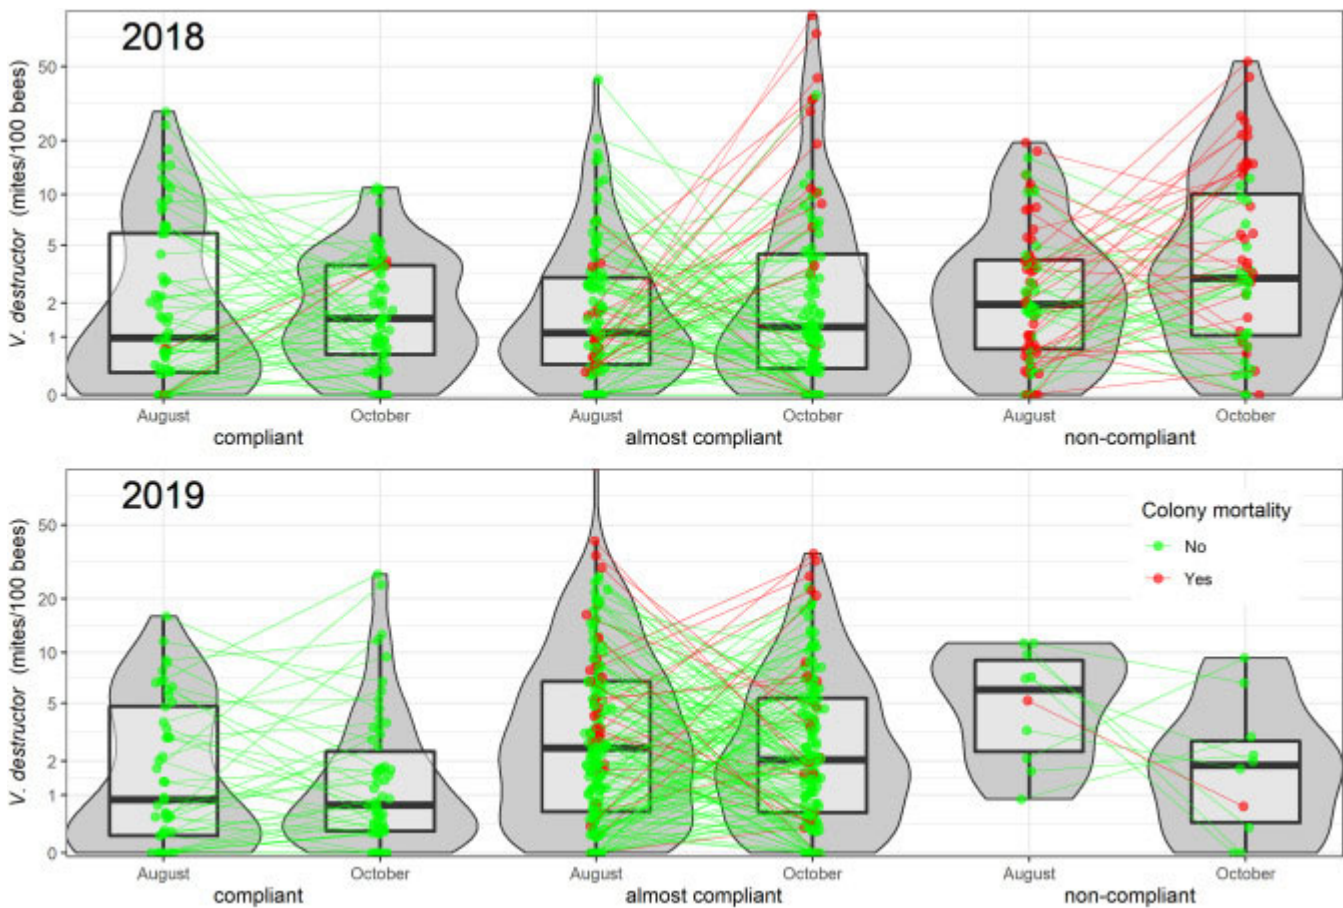 2018
V. destructor (mites/100 bees)
50
20
10
5
2
1
0
August October August October August October
compliant almost compliant non-compliant
2019
V. destructor (mites/100 bees)
50
20
10
5
2
1
0
Colony mortality
No
Yes
August October August October August October
compliant almost compliant non-compliant